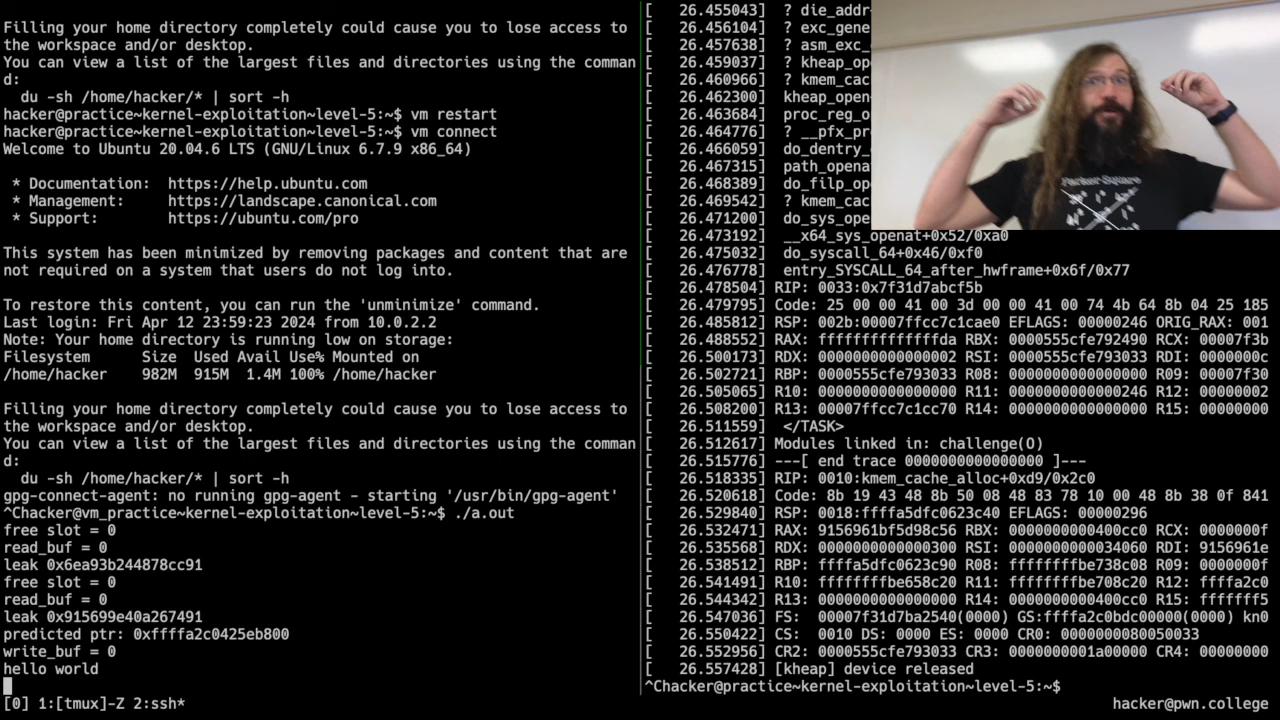 Filling your home directory completely could cause you to lose access to
the workspace and/or desktop.
You can view a list of the largest files and directories using the comman
d:
du -sh /home/hacker/* | sort -h
hacker@practice~kernel-exploitation~level-5:~$ vm restart
hacker@practice~kernel-exploitation~level-5:~$ vm connect
Welcome to Ubuntu 20.04.6 LTS (GNU/Linux 6.7.9 x86_64)
* Documentation:  https://help.ubuntu.com
* Management:     https://landscape.canonical.com
* Support:        https://ubuntu.com/pro
This system has been minimized by removing packages and content that are
not required on a system that users do not log into.
To restore this content, you can run the 'unminimize' command.
Last login: Fri Apr 12 23:59:23 2024 from 10.0.2.2
Note: Your home directory is running low on storage:
Filesystem      Size  Used Avail Use% Mounted on
/home/hacker    982M  915M  1.4M 100% /home/hacker
Filling your home directory completely could cause you to lose access to
the workspace and/or desktop.
You can view a list of the largest files and directories using the comman
d:
du -sh /home/hacker/* | sort -h
gpg-connect-agent: no running gpg-agent - starting '/usr/bin/gpg-agent'
^Chacker@vm_practice~kernel-exploitation~level-5:~$ ./a.out
free slot = 0
read_buf = 0
leak 0x6ea93b244878cc91
free slot = 0
read_buf = 0
leak 0x915699e40a267491
predicted ptr: 0xffffa2c0425eb800
write_buf = 0
hello world
[   26.455043]  ? die_addr
[   26.456104]  ? exc_gene
[   26.457638]  ? asm_exc_
[   26.459037]  ? kheap_op
[   26.460966]  ? kmem_cac
[   26.462300]  kheap_open
[   26.463684]  proc_reg_o
[   26.464776]  ? __pfx_pr
[   26.466059]  do_dentry_
[   26.467315]  path_opena
[   26.468389]  do_filp_op
[   26.469542]  ? kmem_cac
[   26.471200]  do_sys_ope
[   26.473192]  __x64_sys_openat+0x52/0xa0
[   26.475032]  do_syscall_64+0x46/0xf0
[   26.476778]  entry_SYSCALL_64_after_hwframe+0x6f/0x77
[   26.478504] RIP: 0033:0x7f31d7abcf5b
[   26.479795] Code: 25 00 00 41 00 3d 00 00 41 00 74 4b 64 8b 04 25 185
[   26.485812] RSP: 002b:00007ffcc7c1cae0 EFLAGS: 00000246 ORIG_RAX: 001
[   26.488552] RAX: ffffffffffffffda RBX: 0000555cfe792490 RCX: 00007f3b
[   26.500173] RDX: 0000000000000002 RSI: 0000555cfe793033 RDI: 0000000c
[   26.502721] RBP: 0000555cfe793033 R08: 0000000000000000 R09: 00007f30
[   26.505065] R10: 0000000000000000 R11: 0000000000000246 R12: 00000002
[   26.508200] R13: 00007ffcc7c1cc70 R14: 0000000000000000 R15: 00000000
[   26.511559]  </TASK>
[   26.512617] Modules linked in: challenge(O)
[   26.515776] ---[ end trace 0000000000000000 ]---
[   26.518335] RIP: 0010:kmem_cache_alloc+0xd9/0x2c0
[   26.520618] Code: 8b 19 43 48 8b 50 08 48 83 78 10 00 48 8b 38 0f 841
[   26.529840] RSP: 0018:ffffa5dfc0623c40 EFLAGS: 00000296
[   26.532471] RAX: 9156961bf5d98c56 RBX: 0000000000400cc0 RCX: 0000000f
[   26.535568] RDX: 0000000000000300 RSI: 0000000000034060 RDI: 9156961e
[   26.538512] RBP: ffffa5dfc0623c90 R08: ffffffffbe738c08 R09: 0000000f
[   26.541491] R10: ffffffffbe658c20 R11: ffffffffbe708c20 R12: ffffa2c0
[   26.544342] R13: 0000000000000000 R14: 0000000000400cc0 R15: fffffff5
[   26.547036] FS:  00007f31d7ba2540(0000) GS:ffffa2c0bdc00000(0000) kn0
[   26.550422] CS:  0010 DS: 0000 ES: 0000 CR0: 0000000080050033
[   26.552956] CR2: 0000555cfe793033 CR3: 0000000001a00000 CR4: 00000000
[   26.557428] [kheap] device released
^Chacker@practice~kernel-exploitation~level-5:~$
Parker Square
[0] 1:[tmux]-Z 2:ssh*
hacker@pwn.college